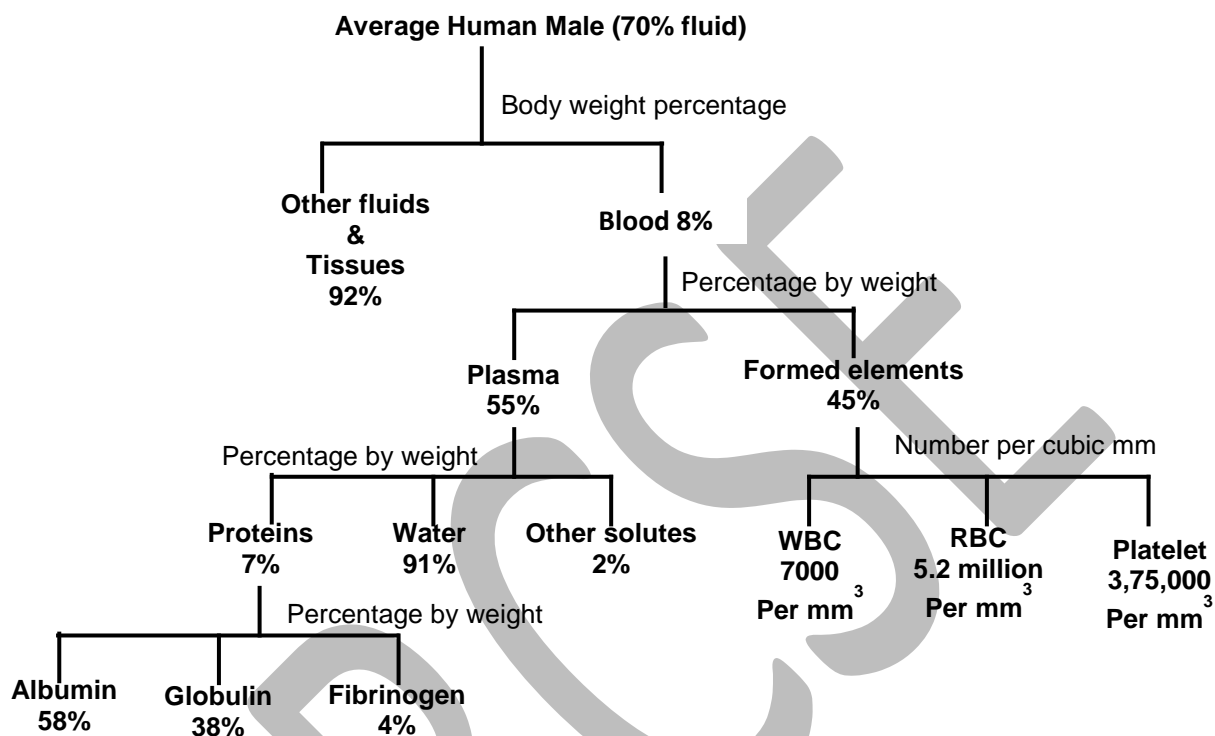 Average Human Male (70% fluid)
Body weight percentage
Other fluids
&
Tissues
92%
Blood 8%
Percentage by weight
Plasma
55%
Formed elements
45%
Percentage by weight
Number per cubic mm
Proteins
7%
Water
91%
Other solutes
2%
WBC
7000
Per mm³
RBC
5.2 million
Per mm³
Platelet
3,75,000
Per mm³
Percentage by weight
Albumin
58%
Globulin
38%
Fibrinogen
4%